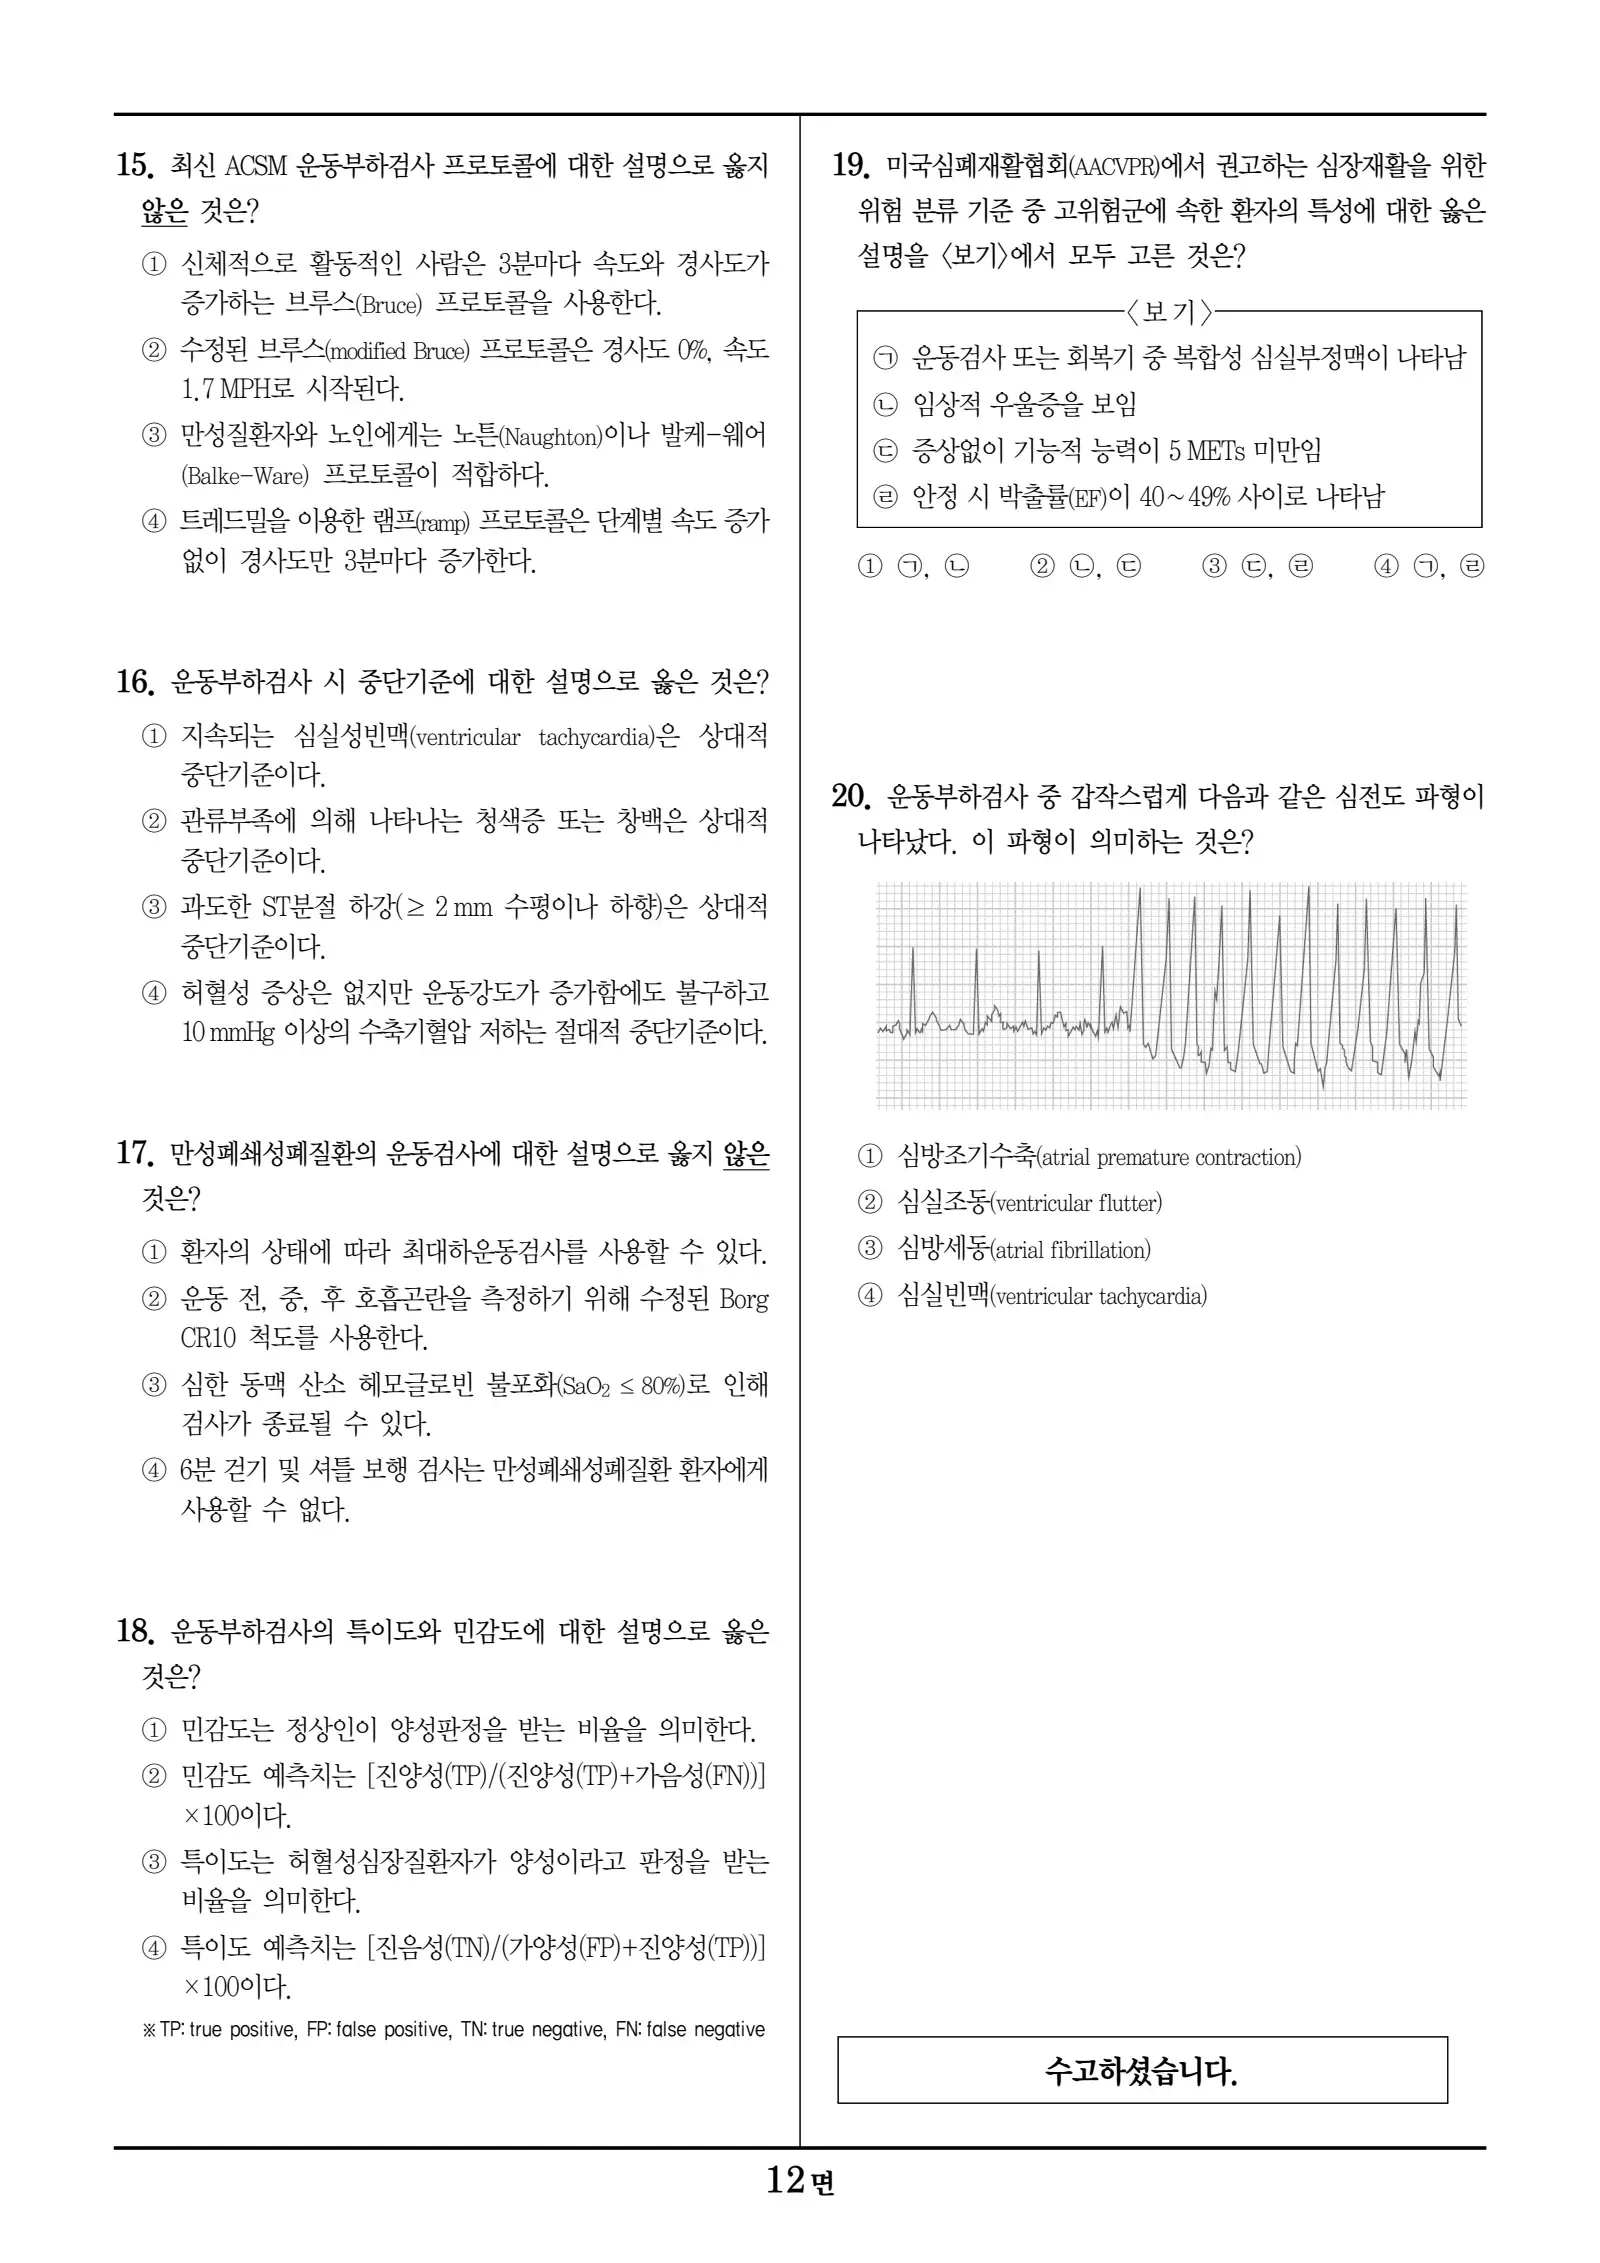 15. 최신 ACSM 운동부하검사 프로토콜에 대한 설명으로 옳지
않은 것은?
① 신체적으로 활동적인 사람은 3분마다 속도와 경사도가
증가하는 브루스(Bruce) 프로토콜을 사용한다.
② 수정된 브루스(modified Bruce) 프로토콜은 경사도 0%, 속도
1.7 MPH로 시작된다.
③ 만성질환자와 노인에게는 노튼(Naughton)이나 발케-웨어
(Balke-Ware) 프로토콜이 적합하다.
④ 트레드밀을 이용한 램프(ramp) 프로토콜은 단계별 속도 증가
없이 경사도만 3분마다 증가한다.
16. 운동부하검사 시 중단기준에 대한 설명으로 옳은 것은?
① 지속되는 심실성빈맥(ventricular tachycardia)은 상대적
중단기준이다.
② 관류부족에 의해 나타나는 청색증 또는 창백은 상대적
중단기준이다.
③ 과도한 ST분절 하강(≥ 2 mm 수평이나 하향)은 상대적
중단기준이다.
④ 허혈성 증상은 없지만 운동강도가 증가함에도 불구하고
10 mmHg 이상의 수축기혈압 저하는 절대적 중단기준이다.
17. 만성폐쇄성폐질환의 운동검사에 대한 설명으로 옳지 않은
것은?
① 환자의 상태에 따라 최대하운동검사를 사용할 수 있다.
② 운동 전, 중, 후 호흡곤란을 측정하기 위해 수정된 Borg
CR10 척도를 사용한다.
③ 심한 동맥 산소 헤모글로빈 불포화(SaO₂ ≤ 80%)로 인해
검사가 종료될 수 있다.
④ 6분 걷기 및 셔틀 보행 검사는 만성폐쇄성폐질환 환자에게
사용할 수 없다.
18. 운동부하검사의 특이도와 민감도에 대한 설명으로 옳은
것은?
① 민감도는 정상인이 양성판정을 받는 비율을 의미한다.
② 민감도 예측치는 [진양성(TP)/(진양성(TP)+가음성(FN))]
×100이다.
③ 특이도는 허혈성심장질환자가 양성이라고 판정을 받는
비율을 의미한다.
④ 특이도 예측치는 [진음성(TN)/(가양성(FP)+진양성(TP))]
×100이다.
※ TP: true positive, FP: false positive, TN: true negative, FN: false negative
19. 미국심폐재활협회(AACVPR)에서 권고하는 심장재활을 위한
위험 분류 기준 중 고위험군에 속한 환자의 특성에 대한 옳은
설명을 〈보기〉에서 모두 고른 것은?
〈보기〉
㉠ 운동검사 또는 회복기 중 복합성 심실부정맥이 나타남
㉡ 임상적 우울증을 보임
㉢ 증상없이 기능적 능력이 5 METs 미만임
㉣ 안정 시 박출률(EF)이 40~49% 사이로 나타남
① ㉠, ㉡ ② ㉡, ㉢ ③ ㉢, ㉣ ④ ㉠, ㉣
20. 운동부하검사 중 갑작스럽게 다음과 같은 심전도 파형이
나타났다. 이 파형이 의미하는 것은?
① 심방조기수축(atrial premature contraction)
② 심실조동(ventricular flutter)
③ 심방세동(atrial fibrillation)
④ 심실빈맥(ventricular tachycardia)
수고하셨습니다.
12면